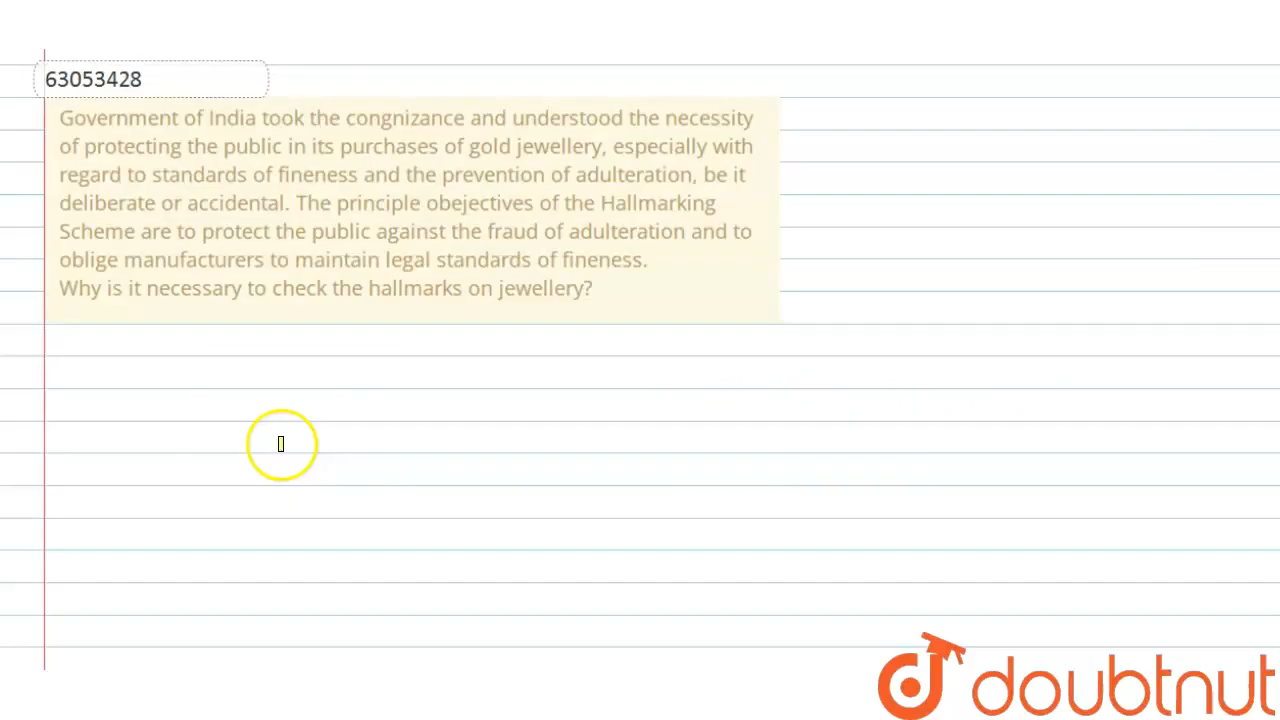 63053428
Government of India took the congnizance and understood the necessity
of protecting the public in its purchases of gold jewellery, especially with
regard to standards of fineness and the prevention of adulteration, be it
deliberate or accidental. The principle obejectives of the Hallmarking
Scheme are to protect the public against the fraud of adulteration and to
oblige manufacturers to maintain legal standards of fineness.
Why is it necessary to check the hallmarks on jewellery?
doubtnut